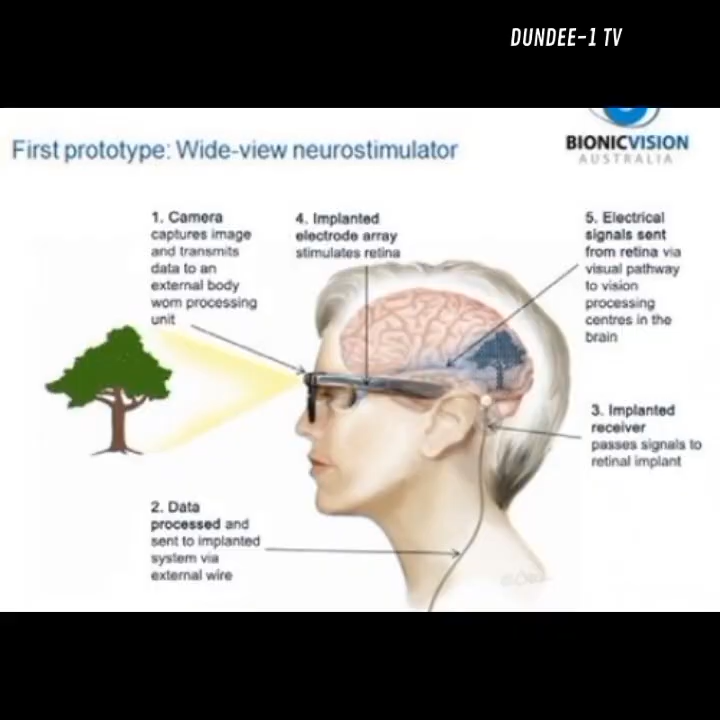 DUNDEE-1 TV
First prototype: Wide-view neurostimulator
BIONICVISION
AUSTRALIA
1. Camera
captures image
and transmits
data to an
external body
worn processing
unit
4. Implanted
electrode array
stimulates retina
5. Electrical
signals sent
from retina via
visual pathway
to vision
processing
centres in the
brain
3. Implanted
receiver
passes signals to
retinal implant
2. Data
processed and
sent to implanted
system via
external wire